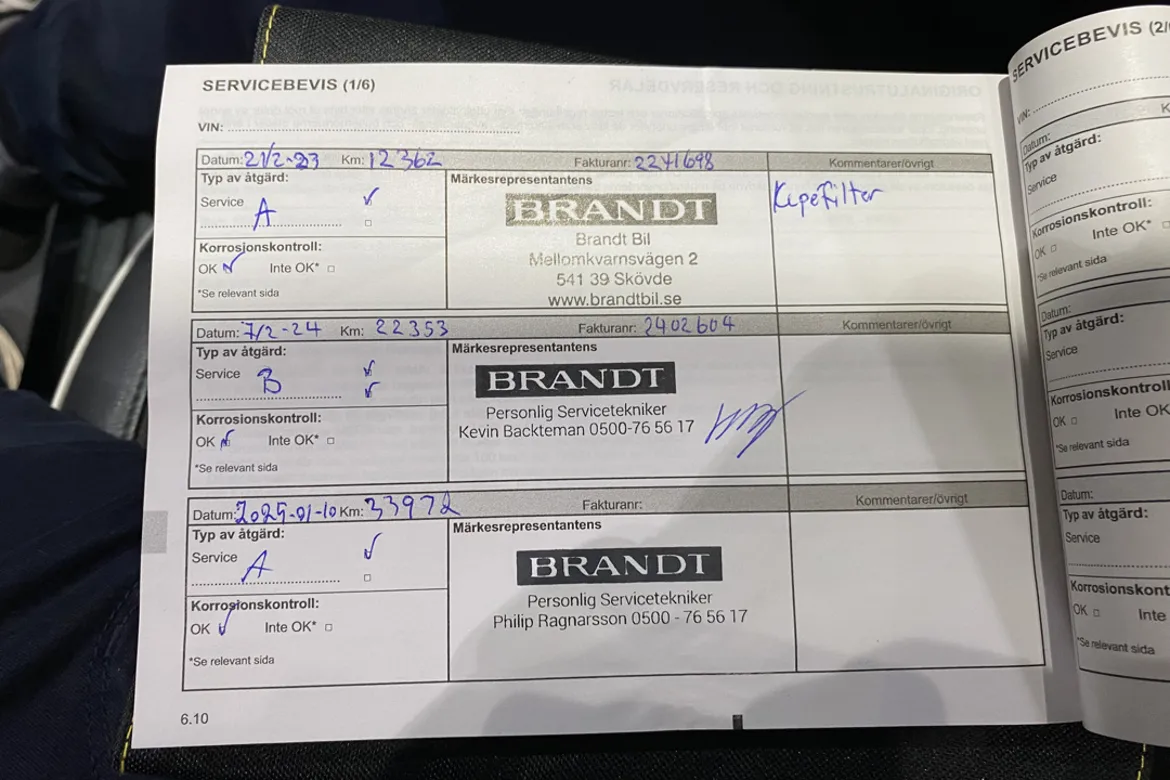 SERVICEBEVIS (1/6)
VIN:
Datum: 21/2-23 Km: 12362 Fakturanr: 2241698 Kommentarer/övrigt
Typ av åtgärd: Märkesrepresentantens
Service A
BRANDT
Brandt Bil
Mellomkvarnsvägen 2
541 39 Skövde
www.brandtbil.se
Kupefilter
Korrosionskontroll:
OK Inte OK*
*Se relevant sida
Datum: 7/2-24 Km: 22353 Fakturanr: 2402604 Kommentarer/övrigt
Typ av åtgärd: Märkesrepresentantens
Service B
BRANDT
Personlig Servicetekniker
Kevin Backteman 0500-76 56 17
Korrosionskontroll:
OK Inte OK*
*Se relevant sida
Datum: 2025-01-10 Km: 33972 Fakturanr: Kommentarer/övrigt
Typ av åtgärd: Märkesrepresentantens
Service A
BRANDT
Personlig Servicetekniker
Philip Ragnarsson 0500 - 76 56 17
Korrosionskontroll:
OK Inte OK*
*Se relevant sida
6.10
SERVICEBEVIS (2/
VIN:
Datum:
Typ av åtgärd:
Service
Korrosionskontroll:
OK Inte OK*
*Se relevant sida
Datum:
Typ av åtgärd:
Service
Korrosionskontroll
OK Inte OK
*Se relevant sida
Datum:
Typ av åtgärd:
Service
Korrosionskont
OK Inte
*Se relevant sida